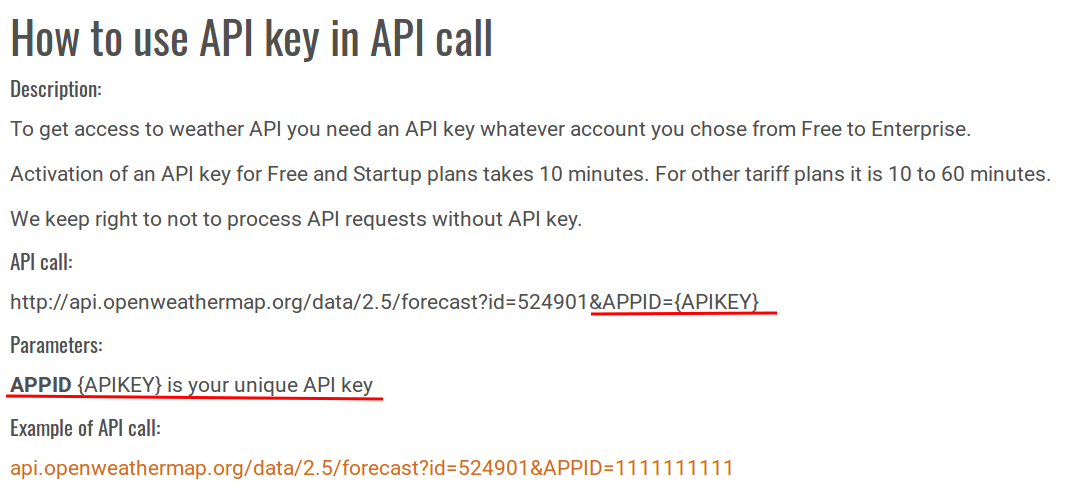 How to use API key in API call
Description:
To get access to weather API you need an API key whatever account you chose from Free to Enterprise.
Activation of an API key for Free and Startup plans takes 10 minutes. For other tariff plans it is 10 to 60 minutes.
We keep right to not to process API requests without API key.
API call:
http://api.openweathermap.org/data/2.5/forecast?id=524901&APPID={APIKEY}
Parameters:
APPID {APIKEY} is your unique API key
Example of API call:
api.openweathermap.org/data/2.5/forecast?id=524901&APPID=1111111111